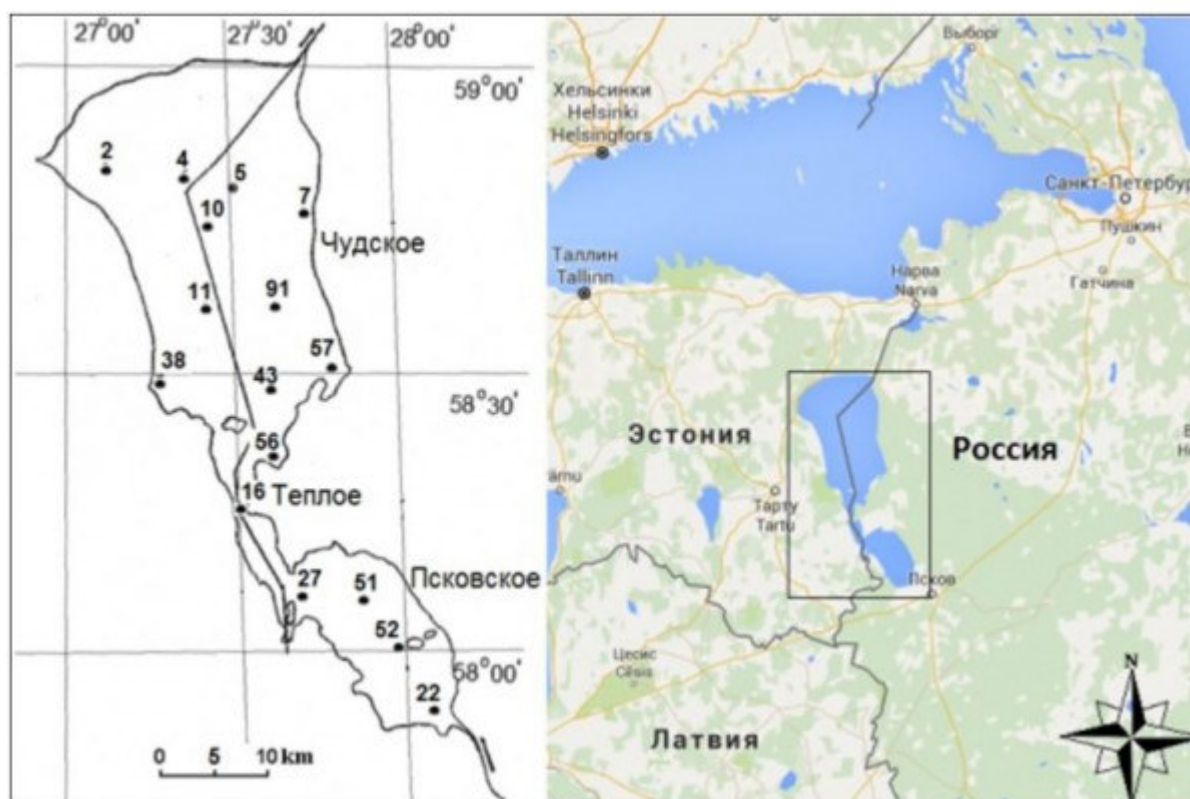 27°00'
27°30'
28°00'
59°00'
2
4
5
7
10
Чудское
11
91
38
43
57
58°30'
56
16
Теплое
Псковское
27
51
52
58°00'
22
0 5 10 km
Выборг
Хельсинки
Helsinki
Helsingfors
Санкт-Петербург
Пушкин
Гатчина
Таллин
Tallinn
Нарва
Narva
Эстония
Россия
ärnu
Тарту
Tartu
Псков
Цесис
Cēsis
Латвия
N